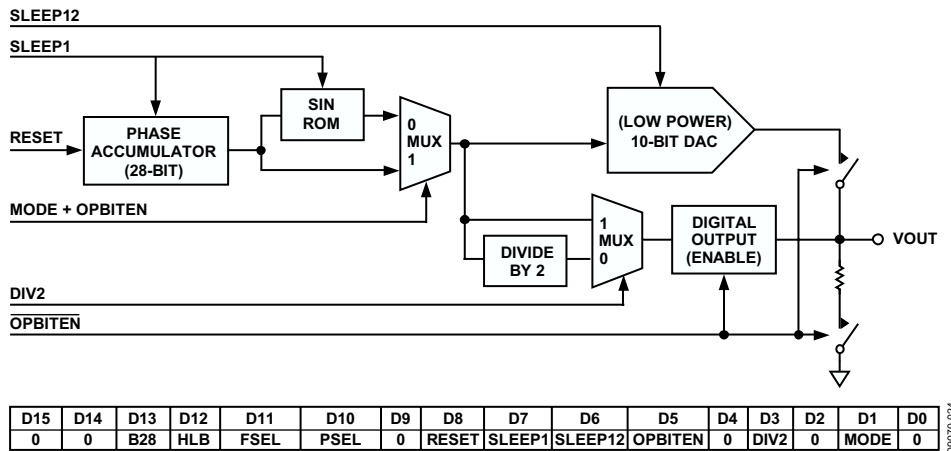 SLEEP12
SLEEP1
RESET
PHASE
ACCUMULATOR
(28-BIT)
SIN
ROM
0
MUX
1
(LOW POWER)
10-BIT DAC
MODE + OPBITEN
DIVIDE
BY 2
1
MUX
0
DIGITAL
OUTPUT
(ENABLE)
VOUT
DIV2
OPBITEN
D15 D14 D13 D12 D11 D10 D9 D8 D7 D6 D5 D4 D3 D2 D1 D0
0 0 B28 HLB FSEL PSEL 0 RESET SLEEP1 SLEEP12 OPBITEN 0 DIV2 0 MODE 0